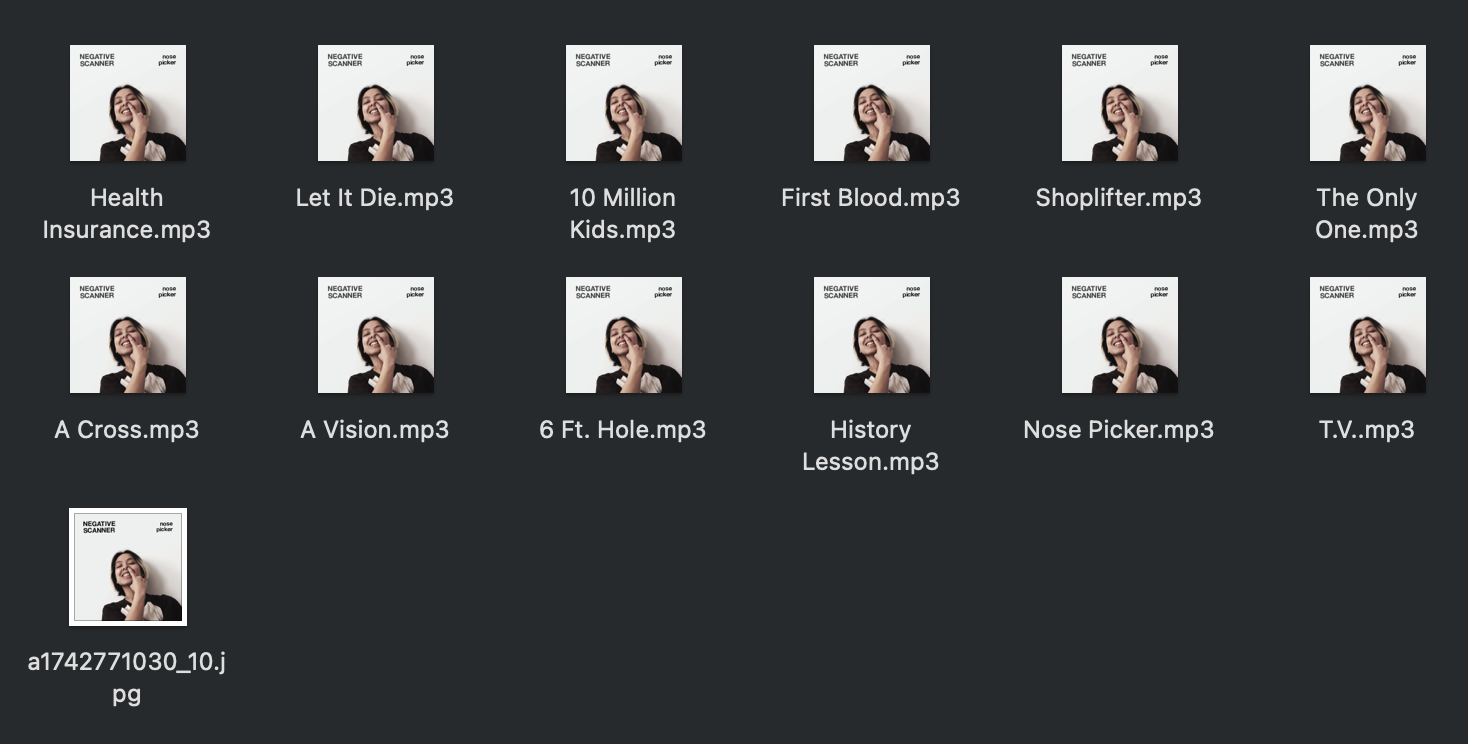 NEGATIVE
SCANNER
nose
picker
NEGATIVE
SCANNER
nose
picker
NEGATIVE
SCANNER
nose
picker
NEGATIVE
SCANNER
nose
picker
NEGATIVE
SCANNER
nose
picker
NEGATIVE
SCANNER
nose
picker
Health
Insurance.mp3
Let It Die.mp3
10 Million
Kids.mp3
First Blood.mp3
Shoplifter.mp3
The Only
One.mp3
NEGATIVE
SCANNER
nose
picker
NEGATIVE
SCANNER
nose
picker
NEGATIVE
SCANNER
nose
picker
NEGATIVE
SCANNER
nose
picker
NEGATIVE
SCANNER
nose
picker
NEGATIVE
SCANNER
nose
picker
A Cross.mp3
A Vision.mp3
6 Ft. Hole.mp3
History
Lesson.mp3
Nose Picker.mp3
T.V..mp3
NEGATIVE
SCANNER
nose
picker
a1742771030_10.j
pg